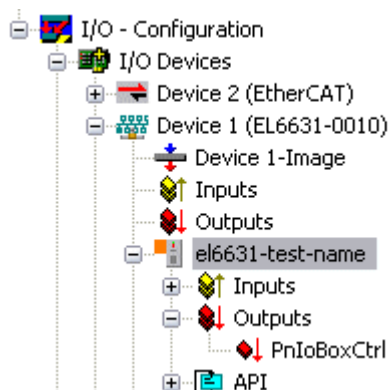 I/O - Configuration
I/O Devices
Device 2 (EtherCAT)
Device 1 (EL6631-0010)
Device 1-Image
Inputs
Outputs
el6631-test-name
Inputs
Outputs
PnIoBoxCtrl
API